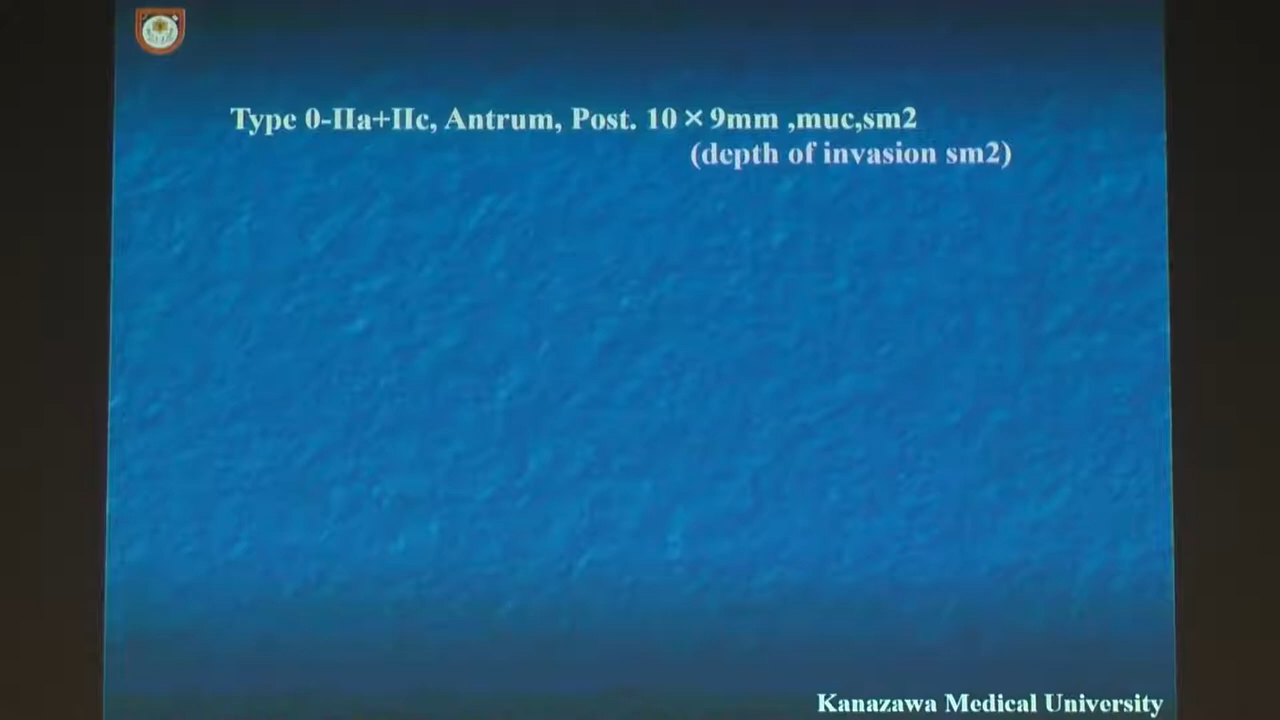 Type 0-IIa+IIc, Antrum, Post. 10 × 9mm ,muc,sm2
(depth of invasion sm2)
Kanazawa Medical University